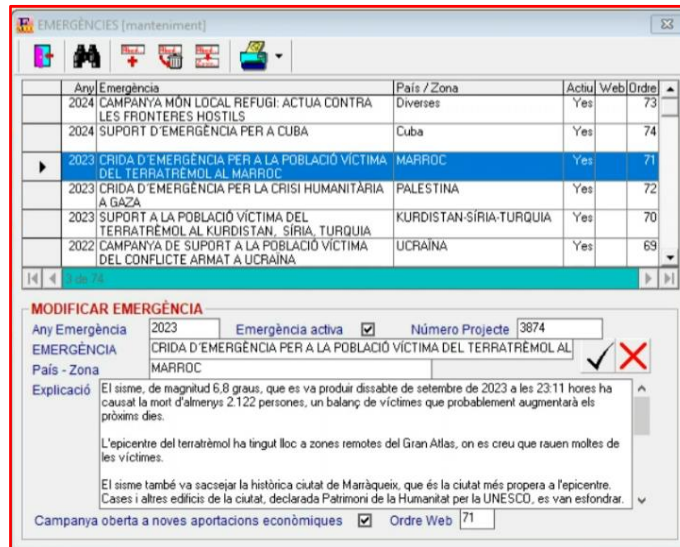 EMERGÈNCIES [manteniment]
Any Emergència País / Zona Actiu Web Ordre
2024 CAMPANYA MÓN LOCAL REFUGI: ACTUA CONTRA Diverses Yes 73
LES FRONTERES HOSTILS
2024 SUPORT D'EMERGÈNCIA PER A CUBA Cuba Yes 74
2023 CRIDA D'EMERGÈNCIA PER A LA POBLACIÓ VÍCTIMA MARROC Yes 71
DEL TERRATRÈMOL AL MARROC
2023 CRIDA D'EMERGÈNCIA PER LA CRISI HUMANITÀRIA PALESTINA Yes 72
A GAZA
2023 SUPORT A LA POBLACIÓ VÍCTIMA DEL KURDISTAN-SÍRIA-TURQUIA Yes 70
TERRATRÈMOL AL KURDISTAN, SÍRIA, TURQUIA
2022 CAMPANYA DE SUPORT A LA POBLACIÓ VÍCTIMA UCRAÏNA Yes 69
DEL CONFLICTE ARMAT A UCRAÏNA
3 de 74
MODIFICAR EMERGÈNCIA
Any Emergència 2023 Emergència activa Número Projecte 3874
EMERGÈNCIA CRIDA D'EMERGÈNCIA PER A LA POBLACIÓ VÍCTIMA DEL TERRATRÈMOL AL
País - Zona MARROC
Explicació El sisme, de magnitud 6,8 graus, que es va produir dissabte de setembre de 2023 a les 23:11 hores ha
causat la mort d'almenys 2.122 persones, un balanç de víctimes que probablement augmentarà els
pròxims dies.
L'epicentre del terratrèmol ha tingut lloc a zones remotes del Gran Atlas, on es creu que rauen moltes de
les víctimes.
El sisme també va sacsejar la històrica ciutat de Marràqueix, que és la ciutat més propera a l'epicentre.
Cases i altres edificis de la ciutat, declarada Patrimoni de la Humanitat per la UNESCO, es van esfondrar.
Campanya oberta a noves aportacions econòmiques Ordre Web 71